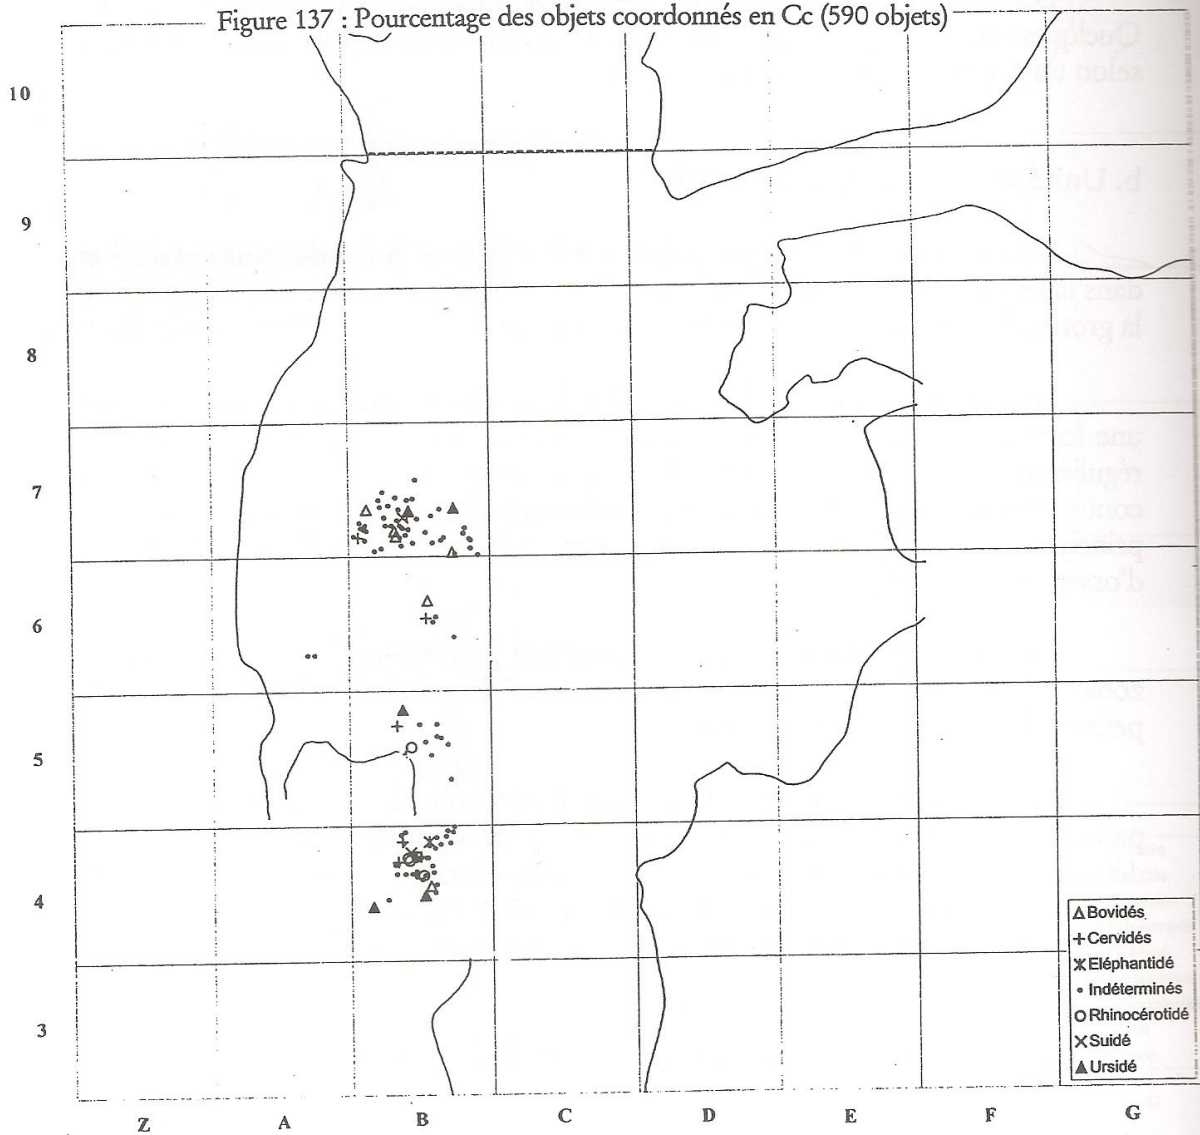 Figure 137 : Pourcentage des objets coordonnés en Cc (590 objets)
10
9
8
7
6
5
4
3
Z A B C D E F G
Bovidés
Cervidés
Eléphantidé
Indéterminés
Rhinocérotidé
Suidé
Ursidé